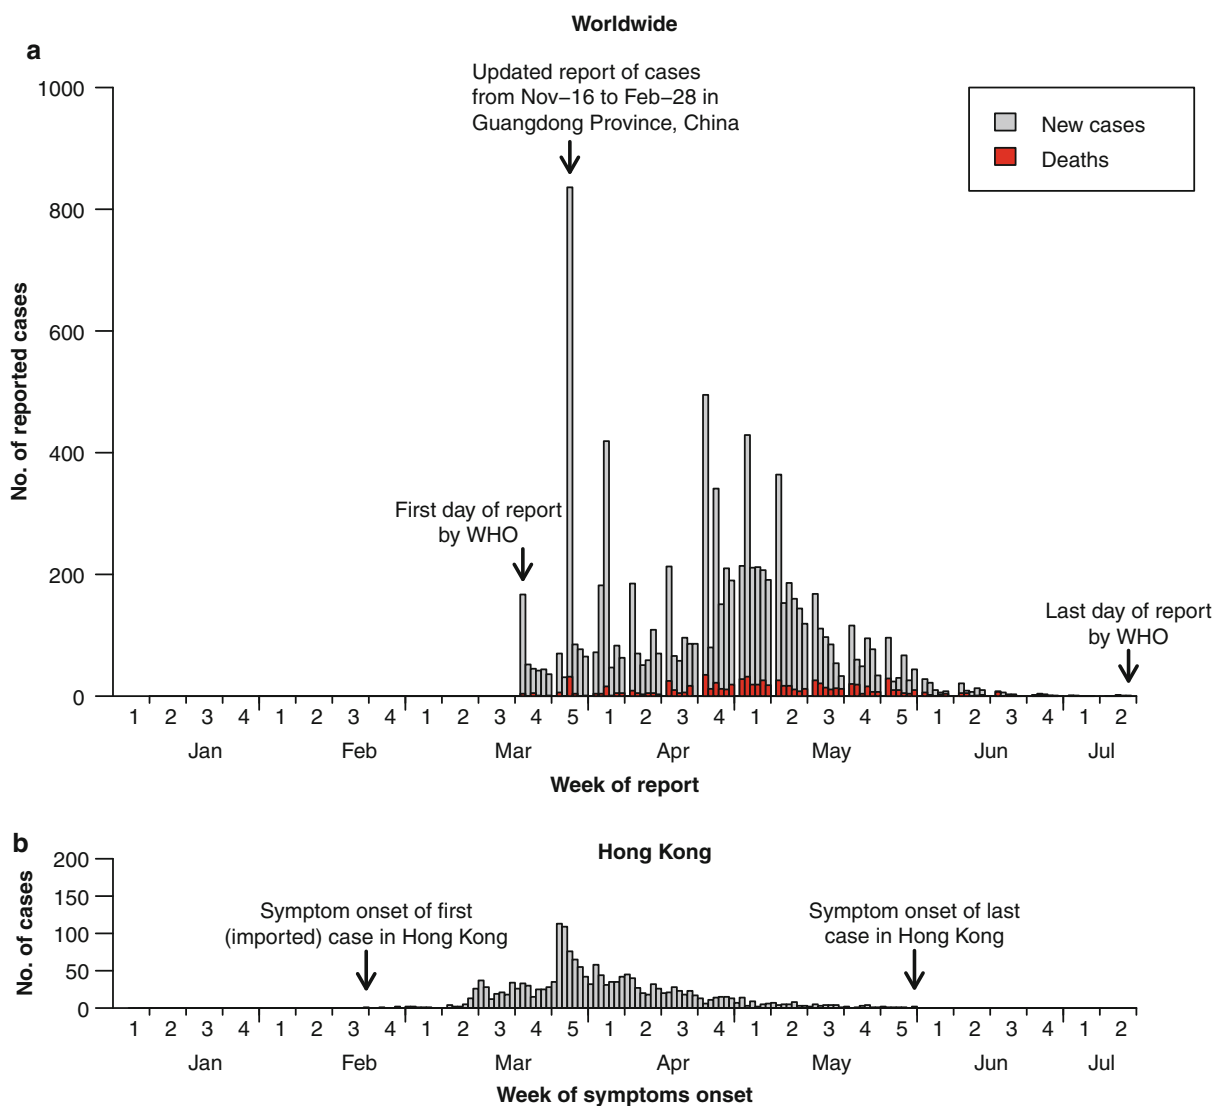 Worldwide
a
Updated report of cases
from Nov–16 to Feb–28 in
Guangdong Province, China
New cases
Deaths
1000
800
600
400
200
0
No. of reported cases
First day of report
by WHO
Last day of report
by WHO
1 2 3 4 1 2 3 4 1 2 3 4 5 1 2 3 4 1 2 3 4 5 1 2 3 4 1 2
Jan Feb Mar Apr May Jun Jul
Week of report
b
Hong Kong
200
150
100
50
0
No. of cases
Symptom onset of first
(imported) case in Hong Kong
Symptom onset of last
case in Hong Kong
1 2 3 4 1 2 3 4 1 2 3 4 5 1 2 3 4 1 2 3 4 5 1 2 3 4 1 2
Jan Feb Mar Apr May Jun Jul
Week of symptoms onset